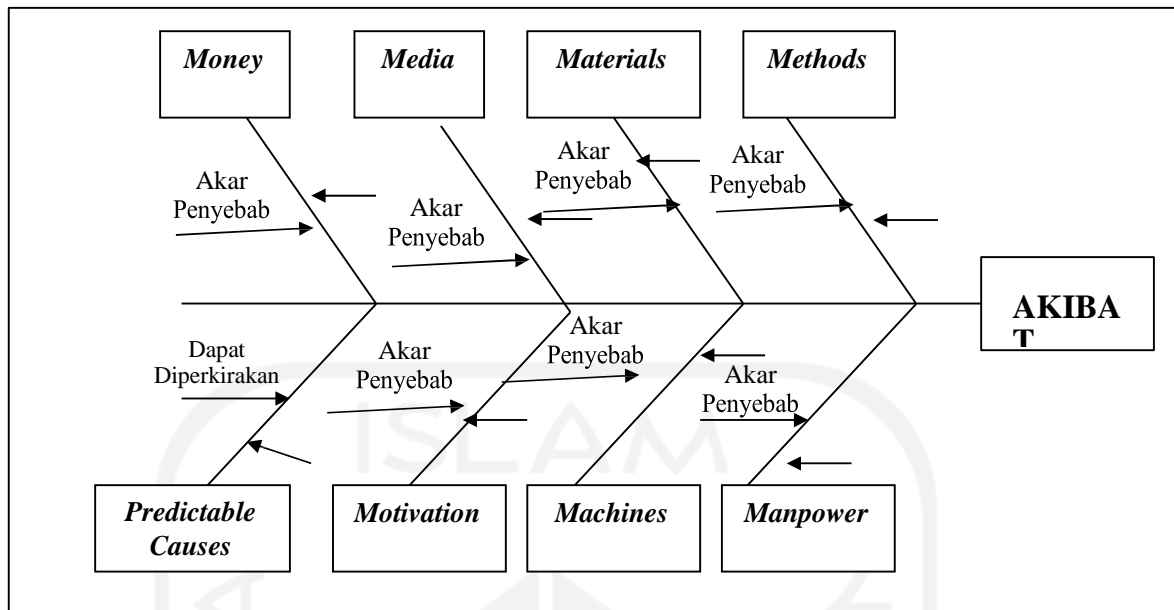 Money
Media
Materials
Methods
Akar
Penyebab
Akar
Penyebab
Akar
Penyebab
Akar
Penyebab
AKIBA
T
Dapat
Diperkirakan
Akar
Penyebab
Akar
Penyebab
Akar
Penyebab
ISLAM
Predictable
Causes
Motivation
Machines
Manpower